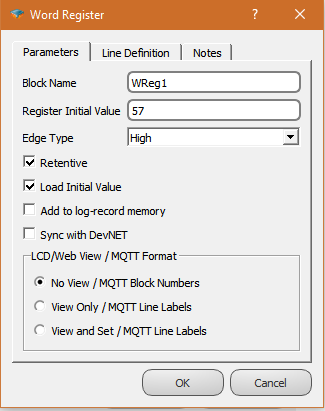 Word Register ? ×
Parameters Line Definition Notes
Block Name WReg1
Register Initial Value 57
Edge Type High
Retentive
Load Initial Value
Add to log-record memory
Sync with DevNET
LCD/Web View / MQTT Format
No View / MQTT Block Numbers
View Only / MQTT Line Labels
View and Set / MQTT Line Labels
OK Cancel